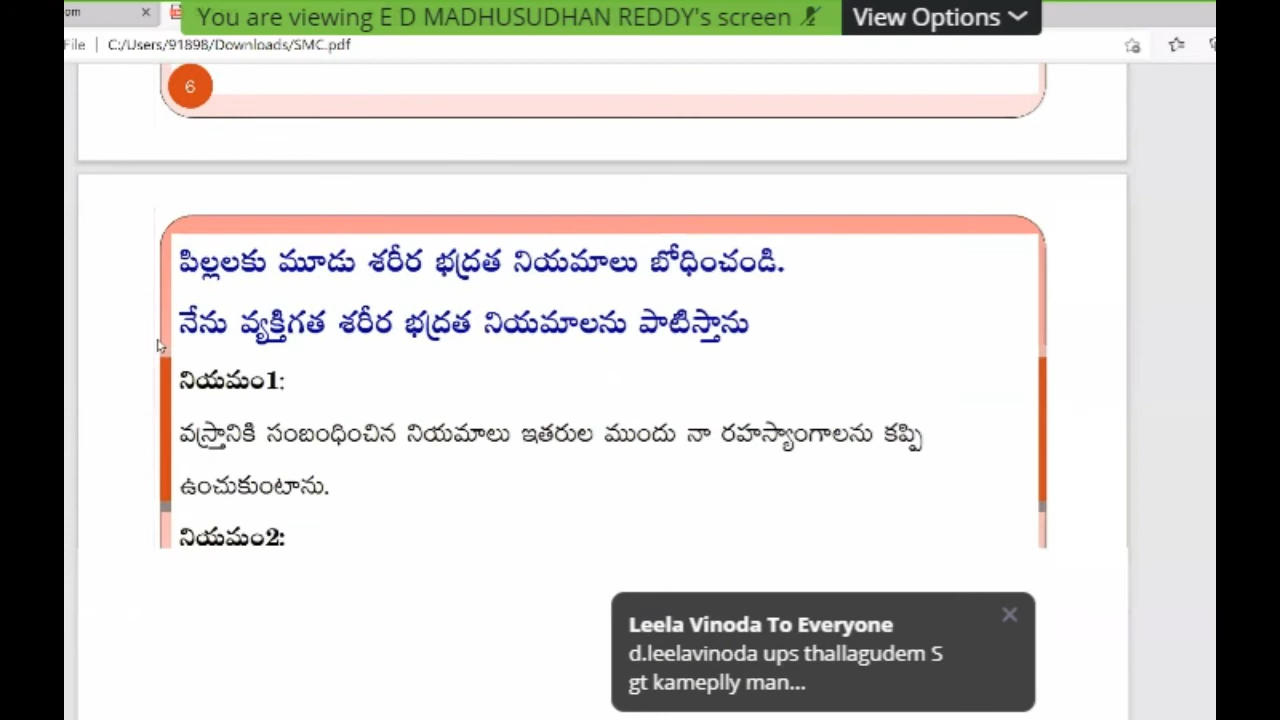 om
You are viewing E D MADHUSUDHAN REDDY's screen
View Options
File | C:/Users/91898/Downloads/SMC.pdf
6
పిల్లలకు మూడు శరీర భద్రత నియమాలు బోధించండి.
నేను వ్యక్తిగత శరీర భద్రత నియమాలను పాటిస్తాను
నియమం1:
వస్త్రానికి సంబంధించిన నియమాలు ఇతరుల ముందు నా రహస్యాంగాలను కప్పి
ఉంచుకుంటాను.
నియమం2:
Leela Vinoda To Everyone
d.leelavinoda ups thallagudem S
gt kameplly man...